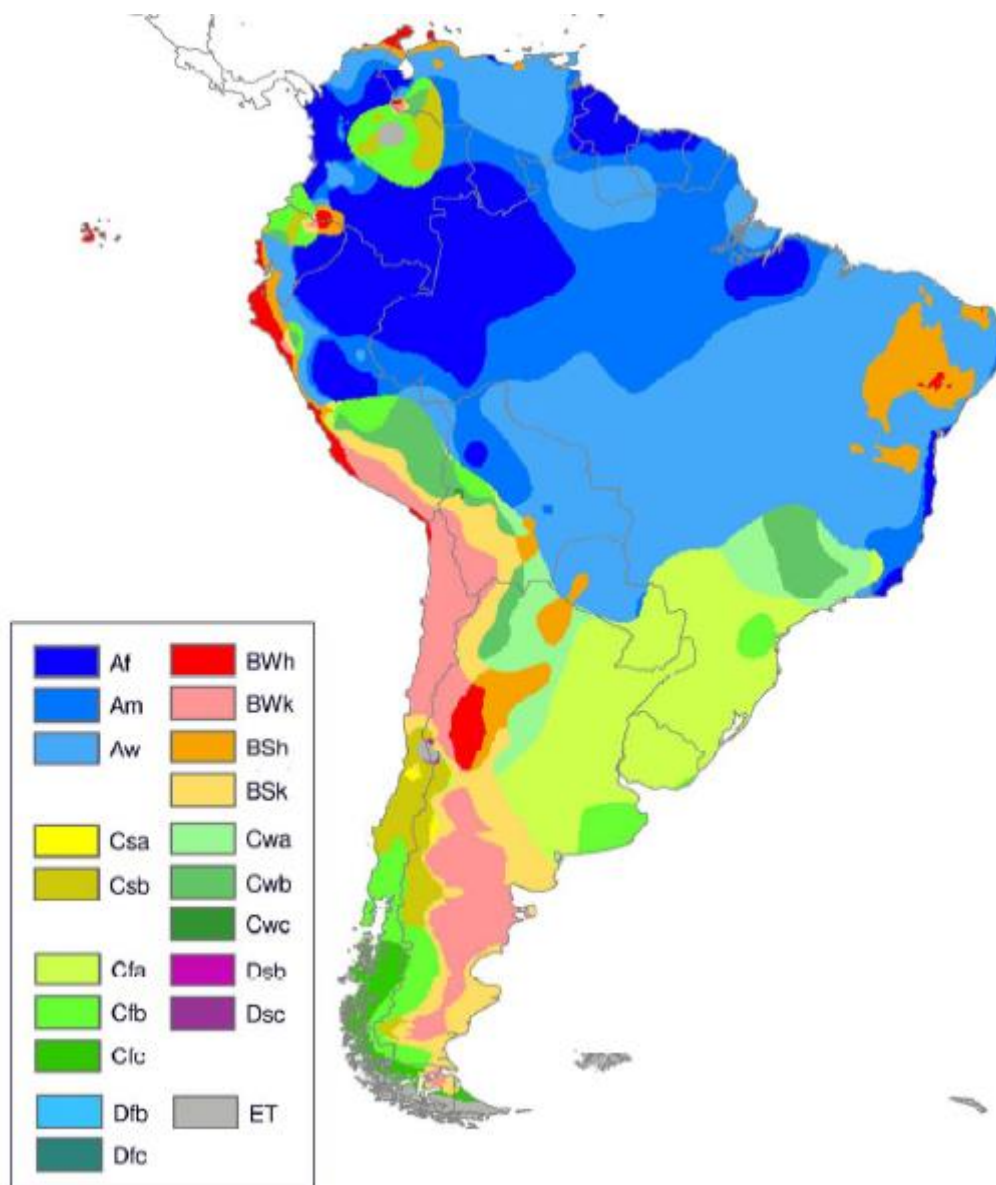 Af
Am
Aw
Csa
Csb
Cfa
Cfb
Cfc
Dfb
Dfc
BWh
BWk
BSh
BSk
Cwa
Cwb
Cwc
Dsb
Dsc
ET